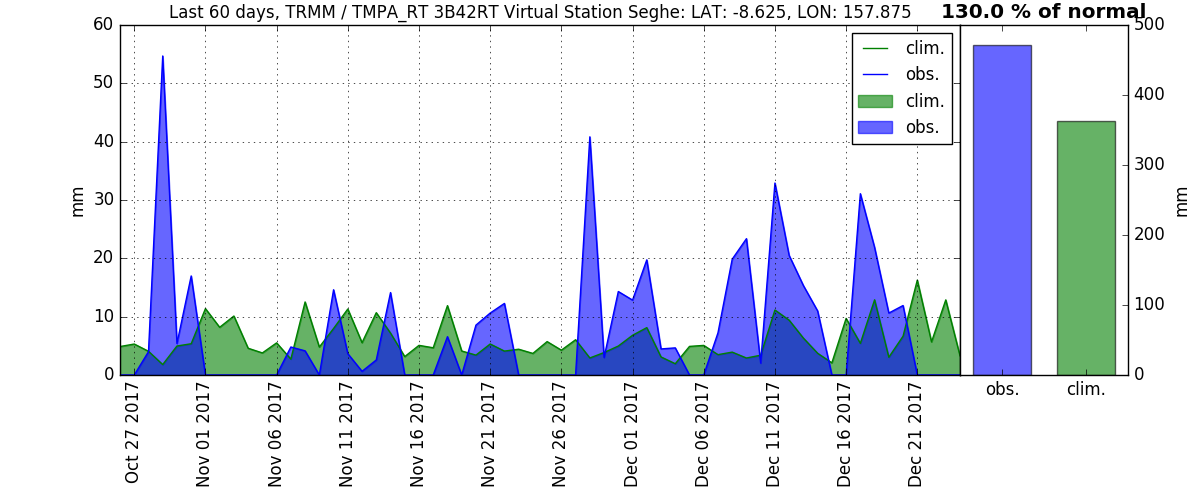 Last 60 days, TRMM / TMPA_RT 3B42RT Virtual Station Seghe: LAT: -8.625, LON: 157.875
130.0 % of normal
60
50
40
30
20
10
0
mm
clim.
obs.
clim.
obs.
Oct 27 2017
Nov 01 2017
Nov 06 2017
Nov 11 2017
Nov 16 2017
Nov 21 2017
Nov 26 2017
Dec 01 2017
Dec 06 2017
Dec 11 2017
Dec 16 2017
Dec 21 2017
500
400
300
200
100
0
mm
obs.
clim.